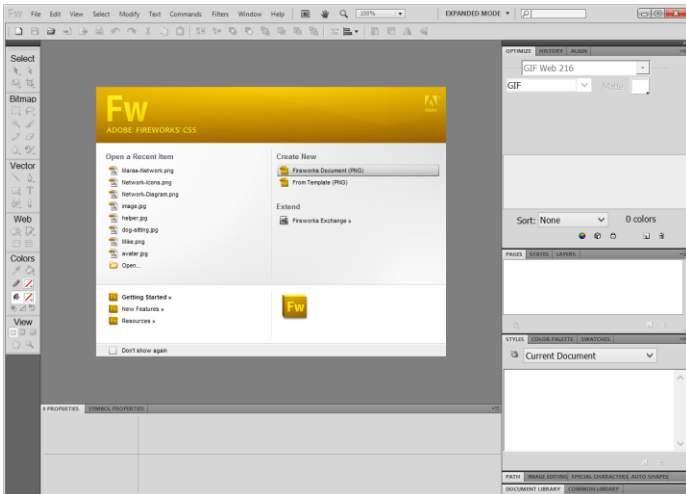 Fw File Edit View Select Modify Text Commands Filters Window Help 100% EXPANDED MODE
OPTIMIZE HISTORY ALIGN
Select
GIF Web 216
GIF Matte
Bitmap
Fw
ADOBE FIREWORKS CS5
Open a Recent Item
Create New
Maraa-Network.png
Fireworks Document (PNG)
Network-Icons.png
From Template (PNG)
Network-Diagram.png
image.jpg
Extend
helper.jpg
Fireworks Exchange »
dog-sitting.jpg
Mike.png
avatar.jpg
Open...
Vector
Web
Sort: None 0 colors
Colors
PAGES STATES LAYERS
Getting Started »
New Features »
Fw
Resources »
View
Don't show again
STYLES COLOR PALETTE SWATCHES
Current Document
PROPERTIES SYMBOL PROPERTIES
PATH IMAGE EDITING SPECIAL CHARACTERS AUTO SHAPES
DOCUMENT LIBRARY COMMON LIBRARY